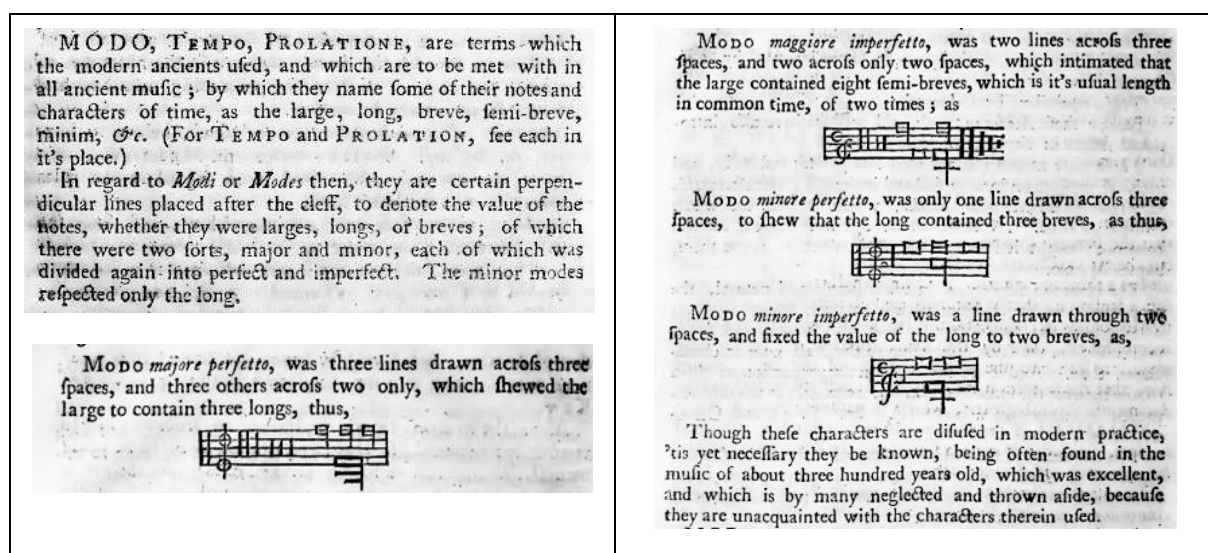 MODO, TEMPO, PROLATIONE, are terms which
the modern ancients uſed, and which are to be met with in
all ancient muſic ; by which they name ſome of their notes and
characters of time, as the large, long, breve, ſemi-breve,
minim, &c. (For TEMPO and PROLATION, ſee each in
it's place.)
In regard to Modi or Modes then, they are certain perpen-
dicular lines placed after the cleff, to denote the value of the
notes, whether they were larges, longs, or breves ; of which
there were two ſorts, major and minor, each of which was
divided again into perfect and imperfect. The minor modes
reſpected only the long.
MODO majore perfetto, was three lines drawn acroſs three
ſpaces, and three others acroſs two only, which ſhewed the
large to contain three longs, thus,
MODO maggiore imperfetto, was two lines acroſs three
ſpaces, and two acroſs only two ſpaces, which intimated that
the large contained eight ſemi-breves, which is it's uſual length
in common time, of two times ; as
MODO minore perfetto, was only one line drawn acroſs three
ſpaces, to ſhew that the long contained three breves, as thus,
MODO minore imperfetto, was a line drawn through two
ſpaces, and fixed the value of the long to two breves, as,
Though theſe characters are diſuſed in modern practice,
'tis yet neceſſary they be known, being often found in the
muſic of about three hundred years old, which was excellent,
and which is by many neglected and thrown aſide, becauſe
they are unacquainted with the characters therein uſed.